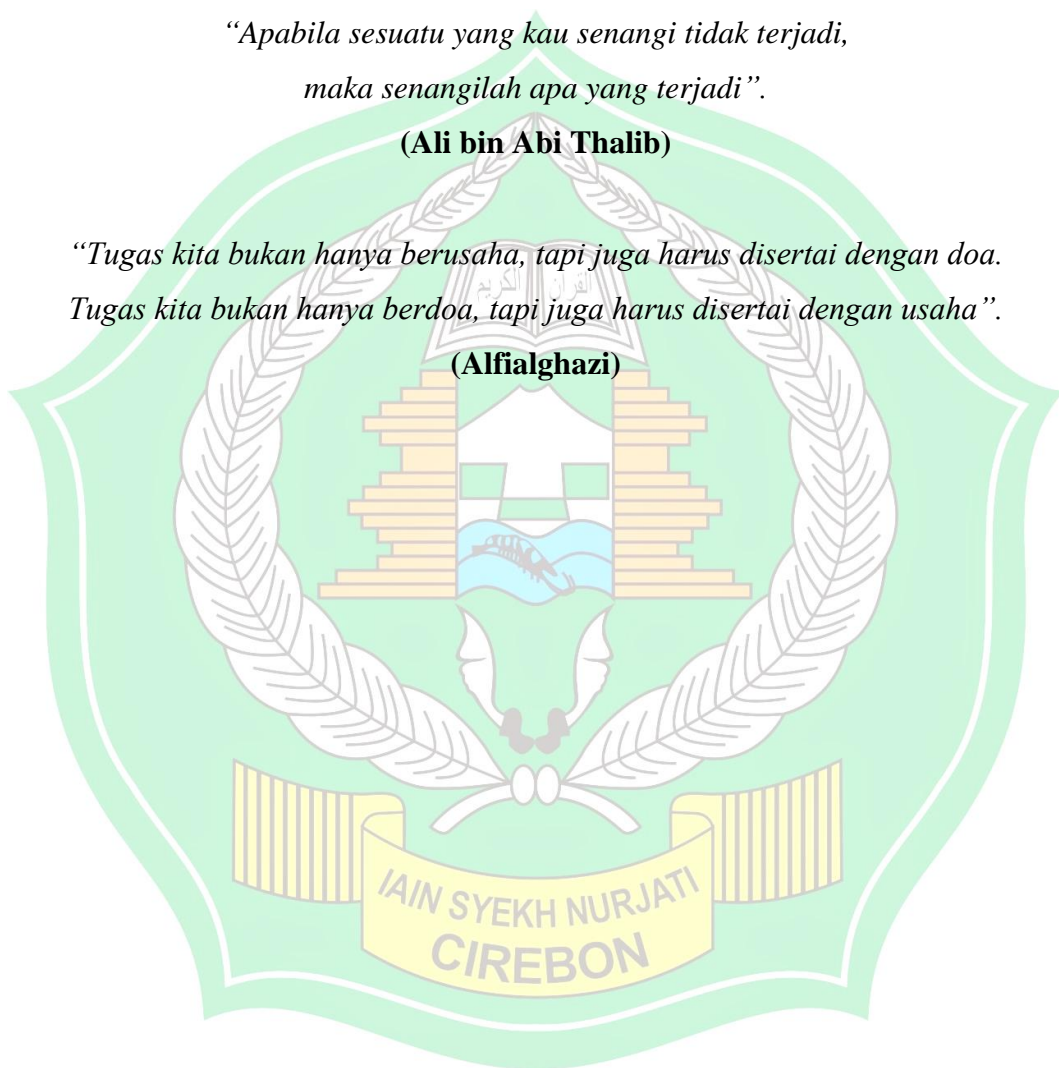 “Apabila sesuatu yang kau senangi tidak terjadi,
maka senangilah apa yang terjadi”.
(Ali bin Abi Thalib)
“Tugas kita bukan hanya berusaha, tapi juga harus disertai dengan doa.
القرآن الكريم
Tugas kita bukan hanya berdoa, tapi juga harus disertai dengan usaha”.
(Alfialghazi)
IAIN SYEKH NURJATI
CIREBON